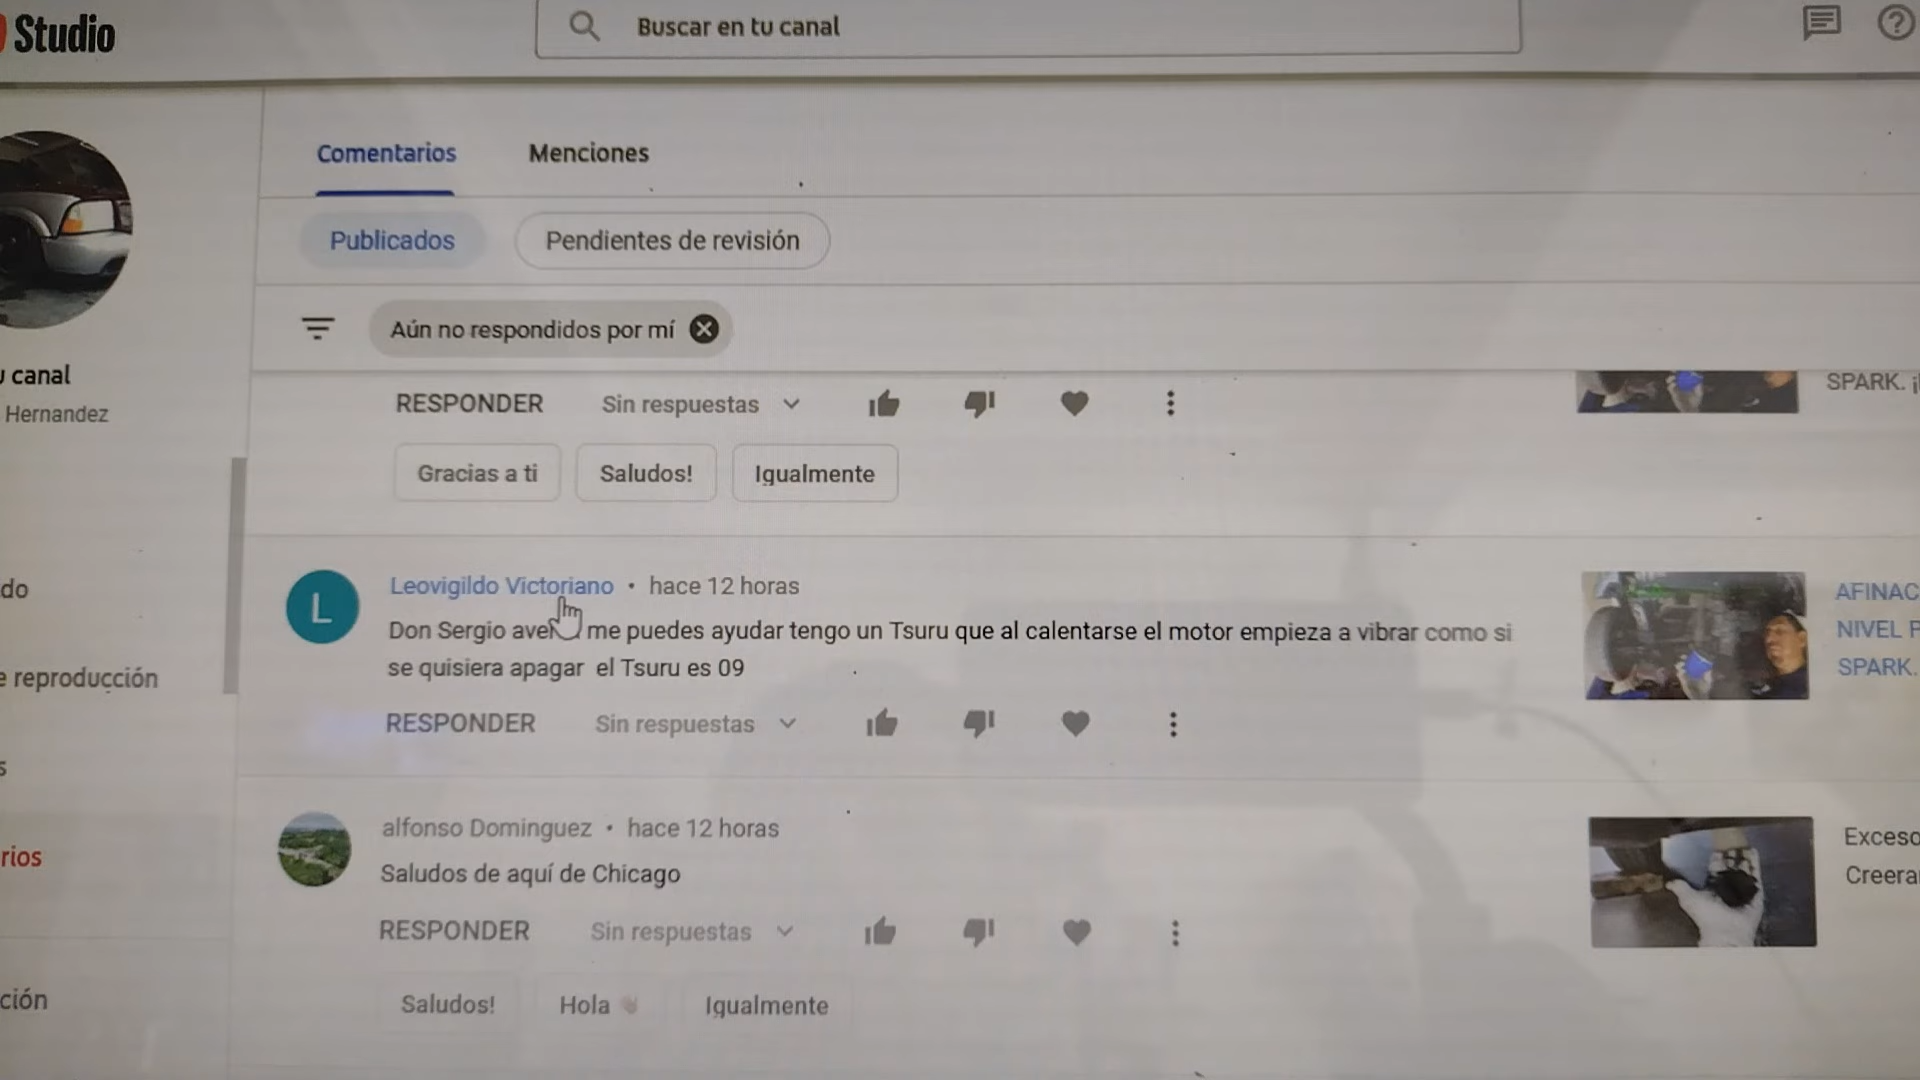 Studio
Buscar en tu canal
Comentarios
Menciones
Publicados
Pendientes de revisión
Aún no respondidos por mí
canal
Hernandez
RESPONDER
Sin respuestas
SPARK.
Gracias a ti
Saludos!
Igualmente
do
Leovigildo Victoriano • hace 12 horas
Don Sergio aver me puedes ayudar tengo un Tsuru que al calentarse el motor empieza a vibrar como si
se quisiera apagar el Tsuru es 09
AFINAC
NIVEL
SPARK.
e reproducción
RESPONDER
Sin respuestas
s
alfonso Dominguez • hace 12 horas
Saludos de aquí de Chicago
Exceso
Creera
rios
RESPONDER
Sin respuestas
ción
Saludos!
Hola
Igualmente